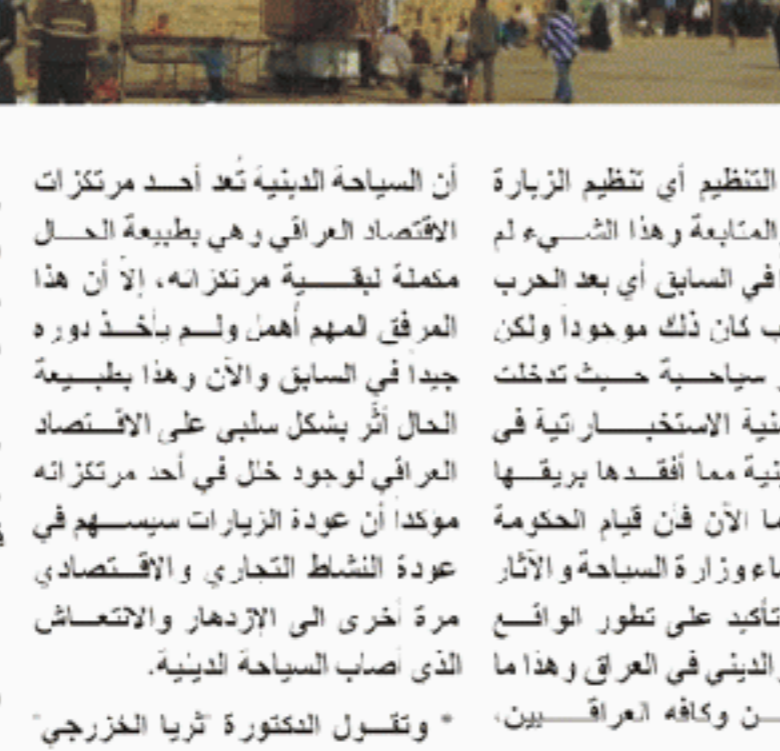 التنظيم أي تنظيم الزيارة
المتابعة وهذا الشيء لم
في السابق أي بعد الحرب
كان ذلك موجوداً ولكن
سياحية حيث تدخلت
الاستخباراتية في
مما أفقدها بريقها
الآن فأن قيام الحكومة
وزارة السياحة والآثار
على تطور الواقع
الديني في العراق وهذا ما
وكافه العراقيين،
أن السياحة الدينية تُعد أحد مرتكزات
الاقتصاد العراقي وهي بطبيعة الحال
مكملة لبقية مرتكزاته، إلاّ أن هذا
المرفق المهم أهمل ولم يأخذ دوره
جيداً في السابق والآن وهذا بطبيعة
الحال أثّر بشكل سلبي على الاقتصاد
العراقي لوجود خلل في أحد مرتكزاته
مؤكداً أن عودة الزيارات سيسهم في
عودة النشاط التجاري والاقتصادي
مرة أخرى الى الإزدهار والانتعاش
الذي أصاب السياحة الدينية.
* وتقول الدكتورة "ثريا الخزرجي"